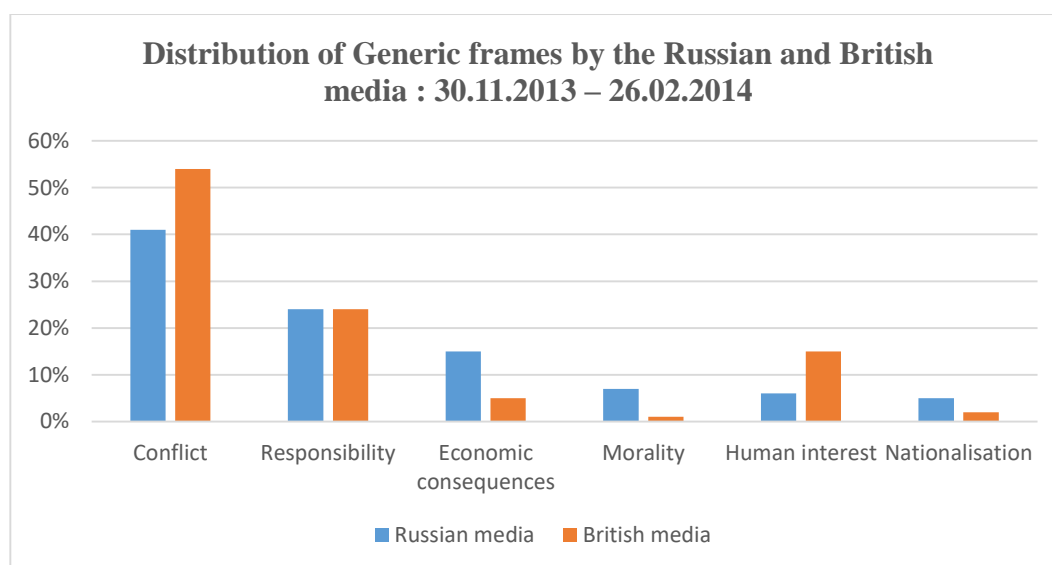 Distribution of Generic frames by the Russian and British
media : 30.11.2013 – 26.02.2014
60%
50%
40%
30%
20%
10%
0%
Conflict
Responsibility
Economic
consequences
Morality
Human interest
Nationalisation
Russian media
British media